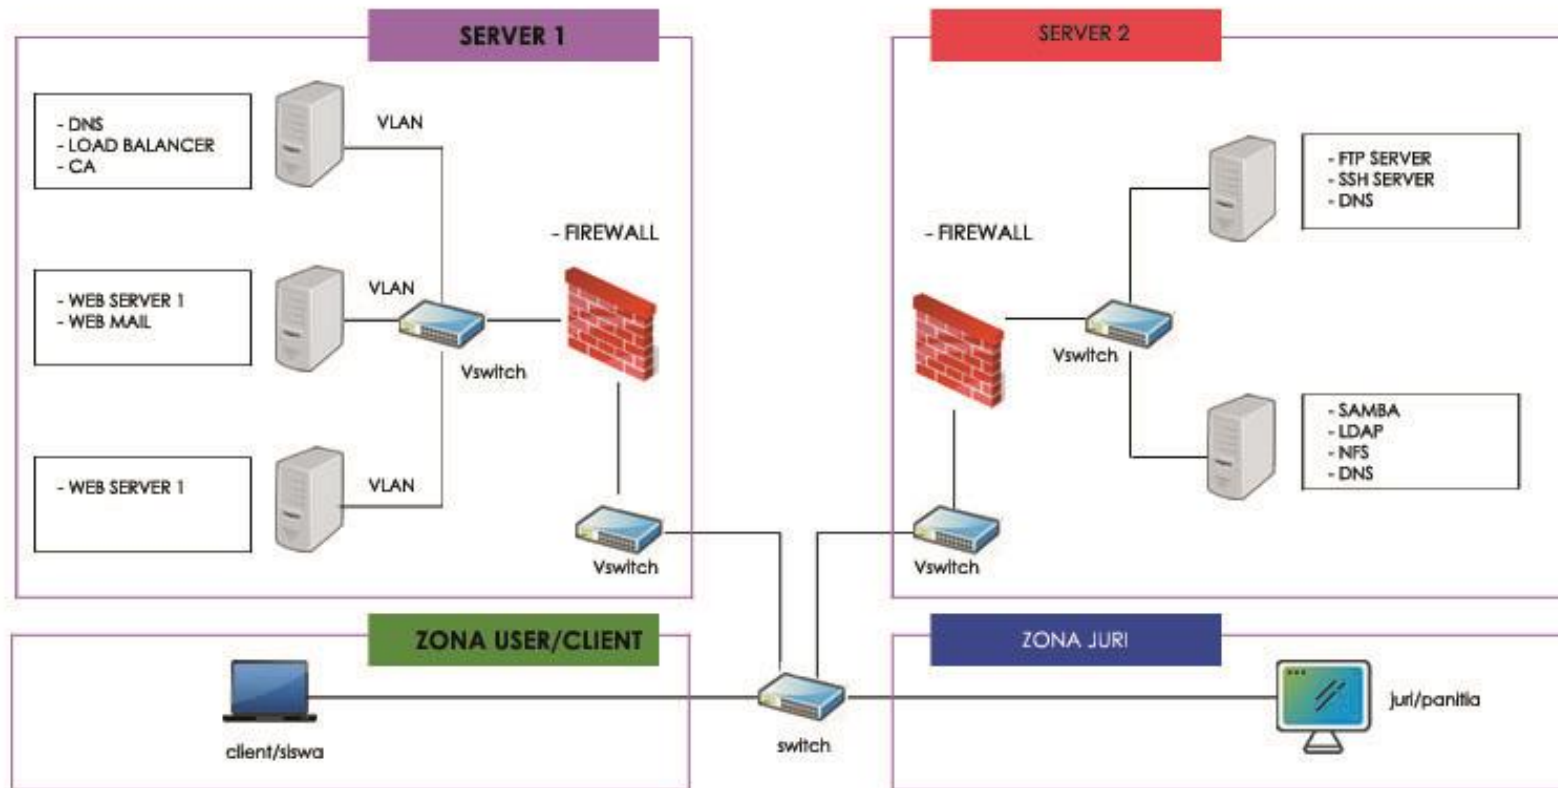 SERVER 1
- DNS
- LOAD BALANCER
- CA
VLAN
- FIREWALL
- WEB SERVER 1
- WEB MAIL
VLAN
Vswitch
- WEB SERVER 1
VLAN
Vswitch
SERVER 2
- FTP SERVER
- SSH SERVER
- DNS
- FIREWALL
Vswitch
- SAMBA
- LDAP
- NFS
- DNS
Vswitch
ZONA USER/CLIENT
client/siswa
switch
ZONA JURI
juri/panitia